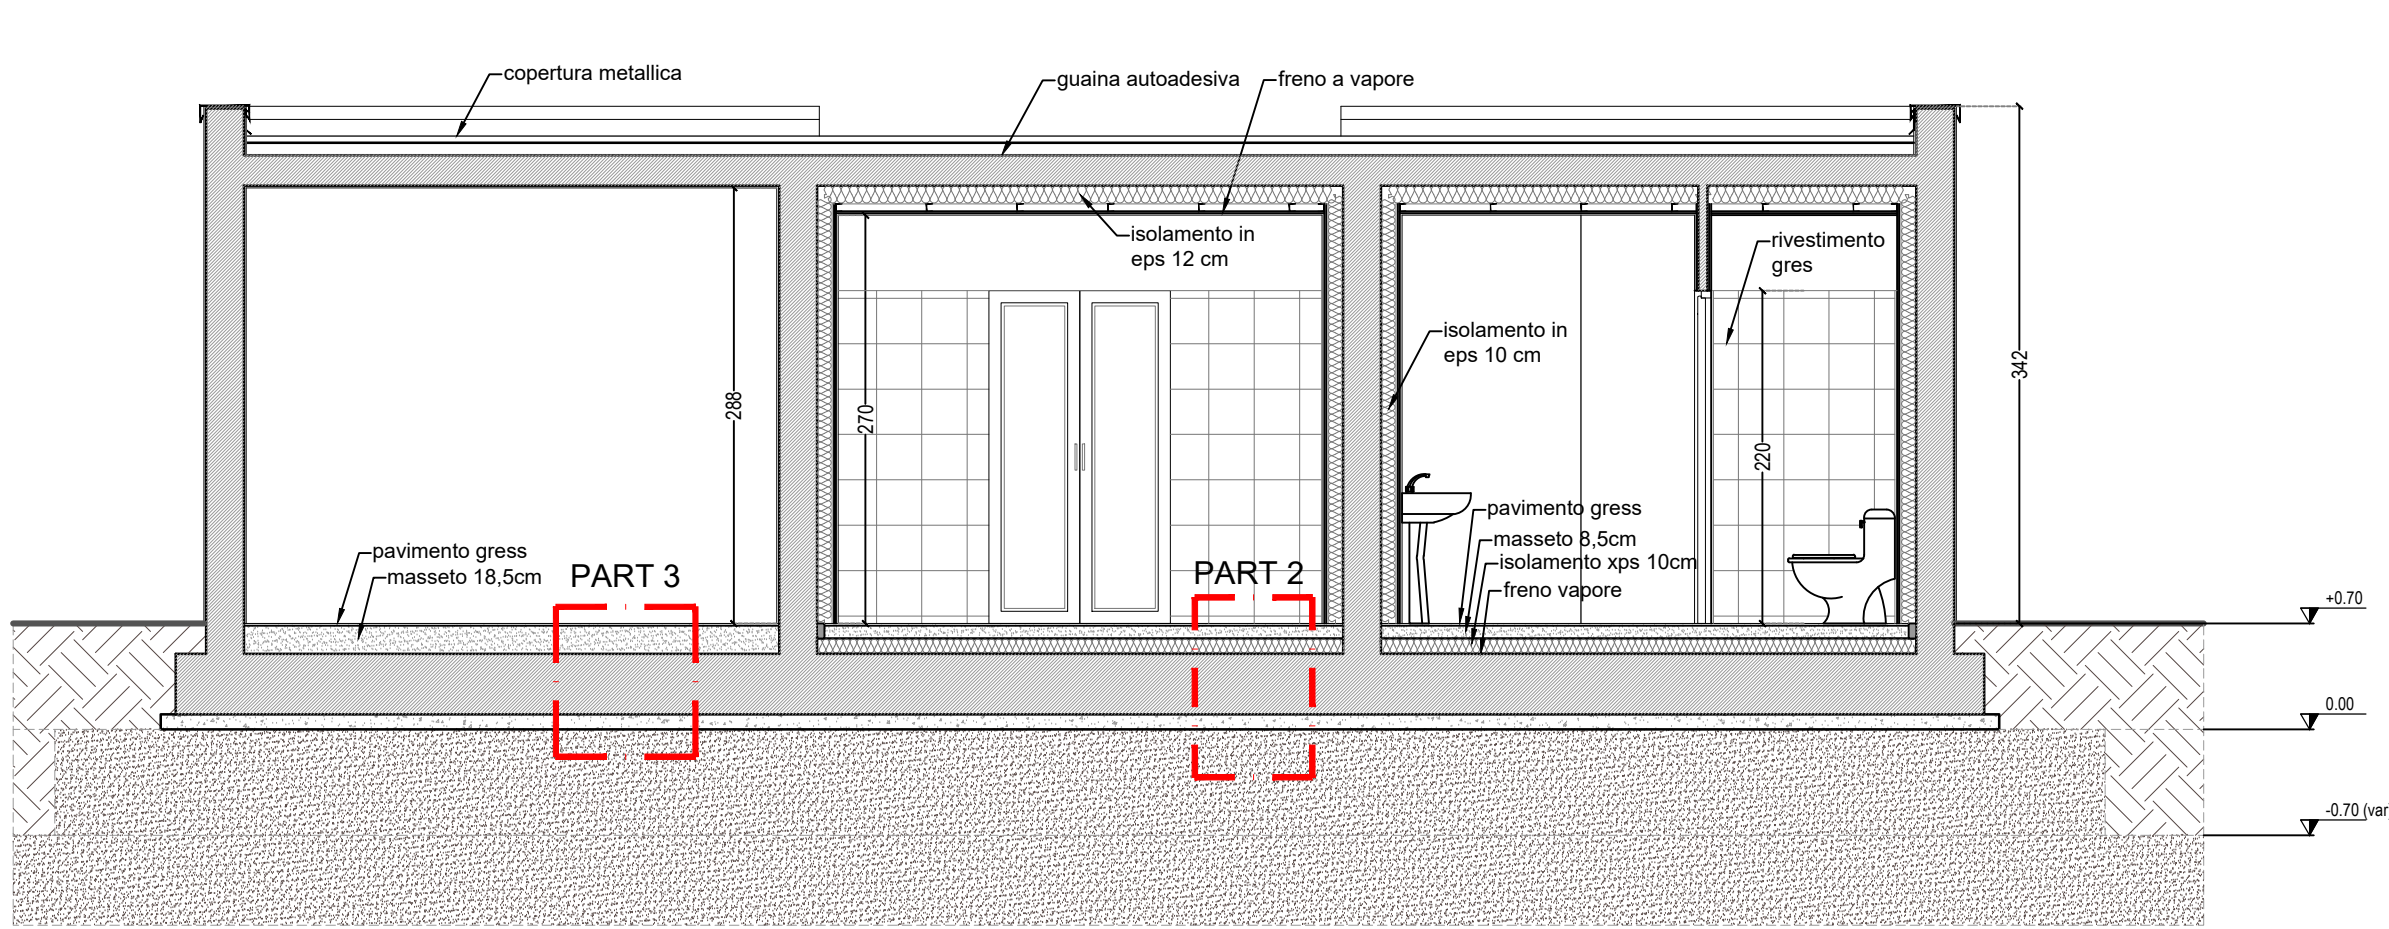 copertura metallica
guaina autoadesiva
freno a vapore
isolamento in
eps 12 cm
rivestimento
gres
isolamento in
eps 10 cm
342
288
270
220
pavimento gress
masseto 8,5cm
isolamento xps 10cm
freno vapore
pavimento gress
masseto 18,5cm
PART 3
PART 2
+0.70
0.00
-0.70 (var